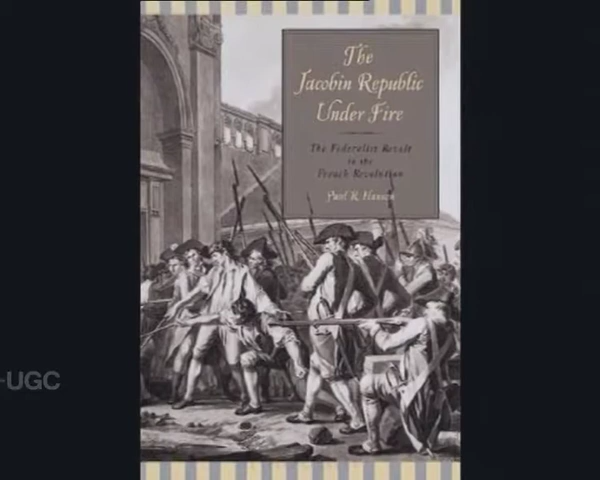 The
Jacobin Republic
Under Fire
The Federalist Revolt
in the
French Revolution
Paul R. Hanson
-UGC